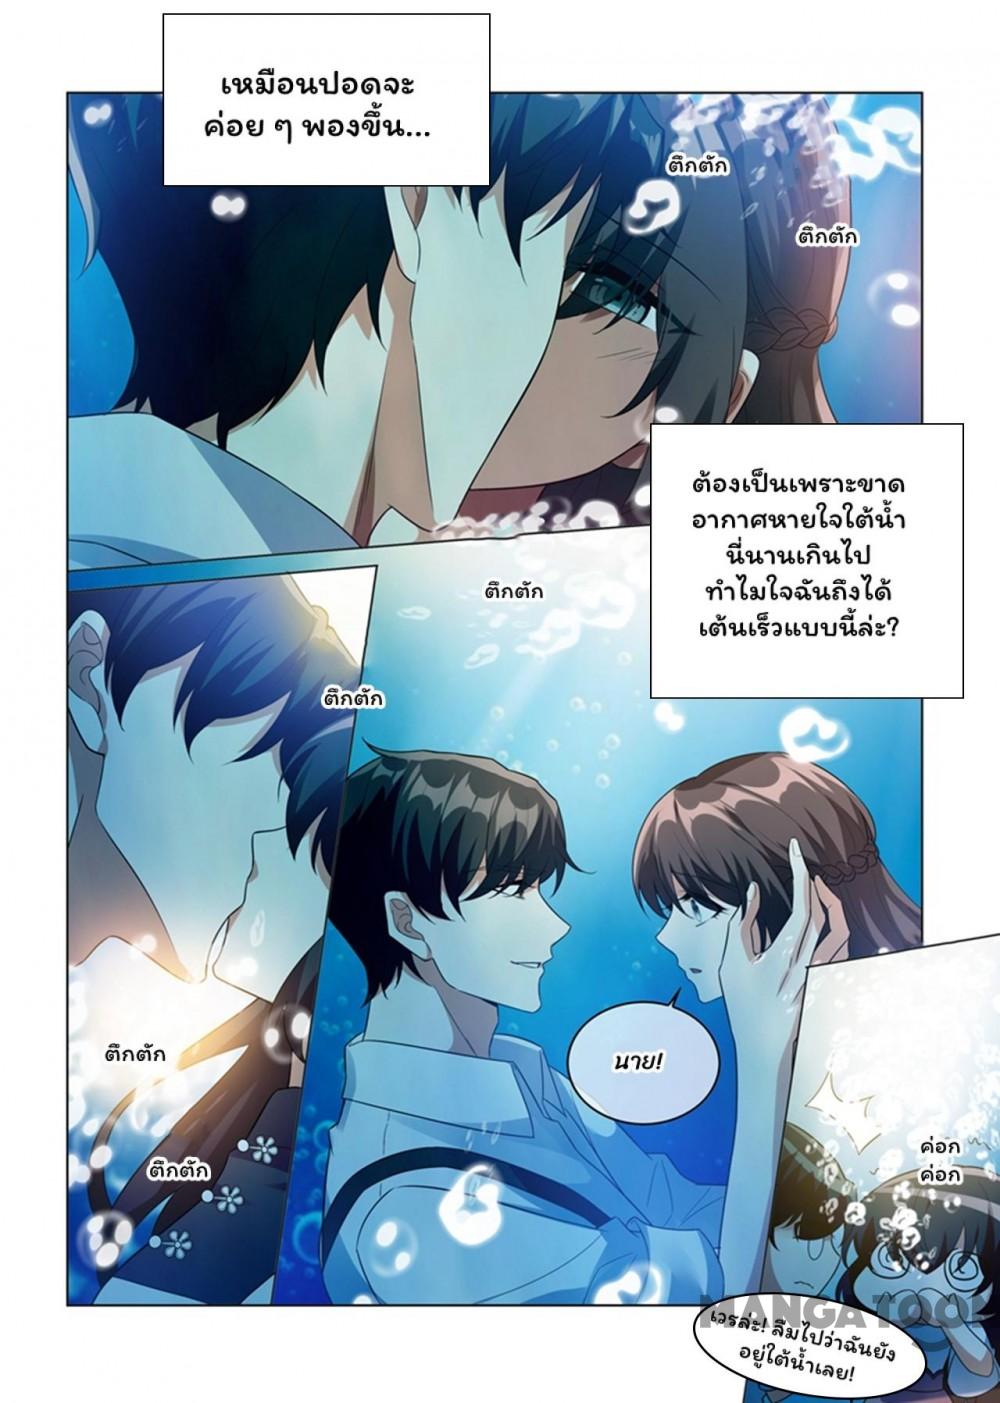 เหมือนปอดจะ
ค่อย ๆ พองขึ้น...
ตึกตัก
ตึกตัก
ต้องเป็นเพราะขาด
อากาศหายใจใต้น้ำ
นี่นานเกินไป
ทำไมใจฉันถึงได้
เต้นเร็วแบบนี้ล่ะ?
ตึกตัก
ตึกตัก
นาย!
ตึกตัก
ตึกตัก
ค่อก
ค่อก
เวรล่ะ! ลืมไปว่าฉันยัง
อยู่ใต้น้ำเลย!
MANGATOON